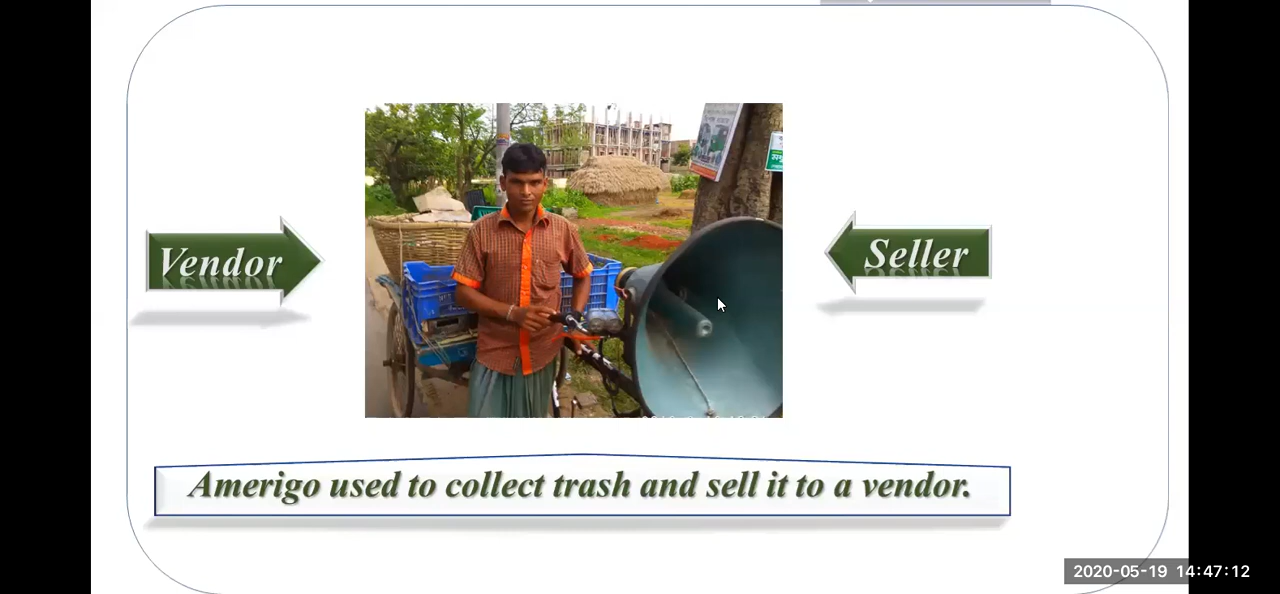 Vendor
Seller
Amerigo used to collect trash and sell it to a vendor.
2020-05-19 14:47:12